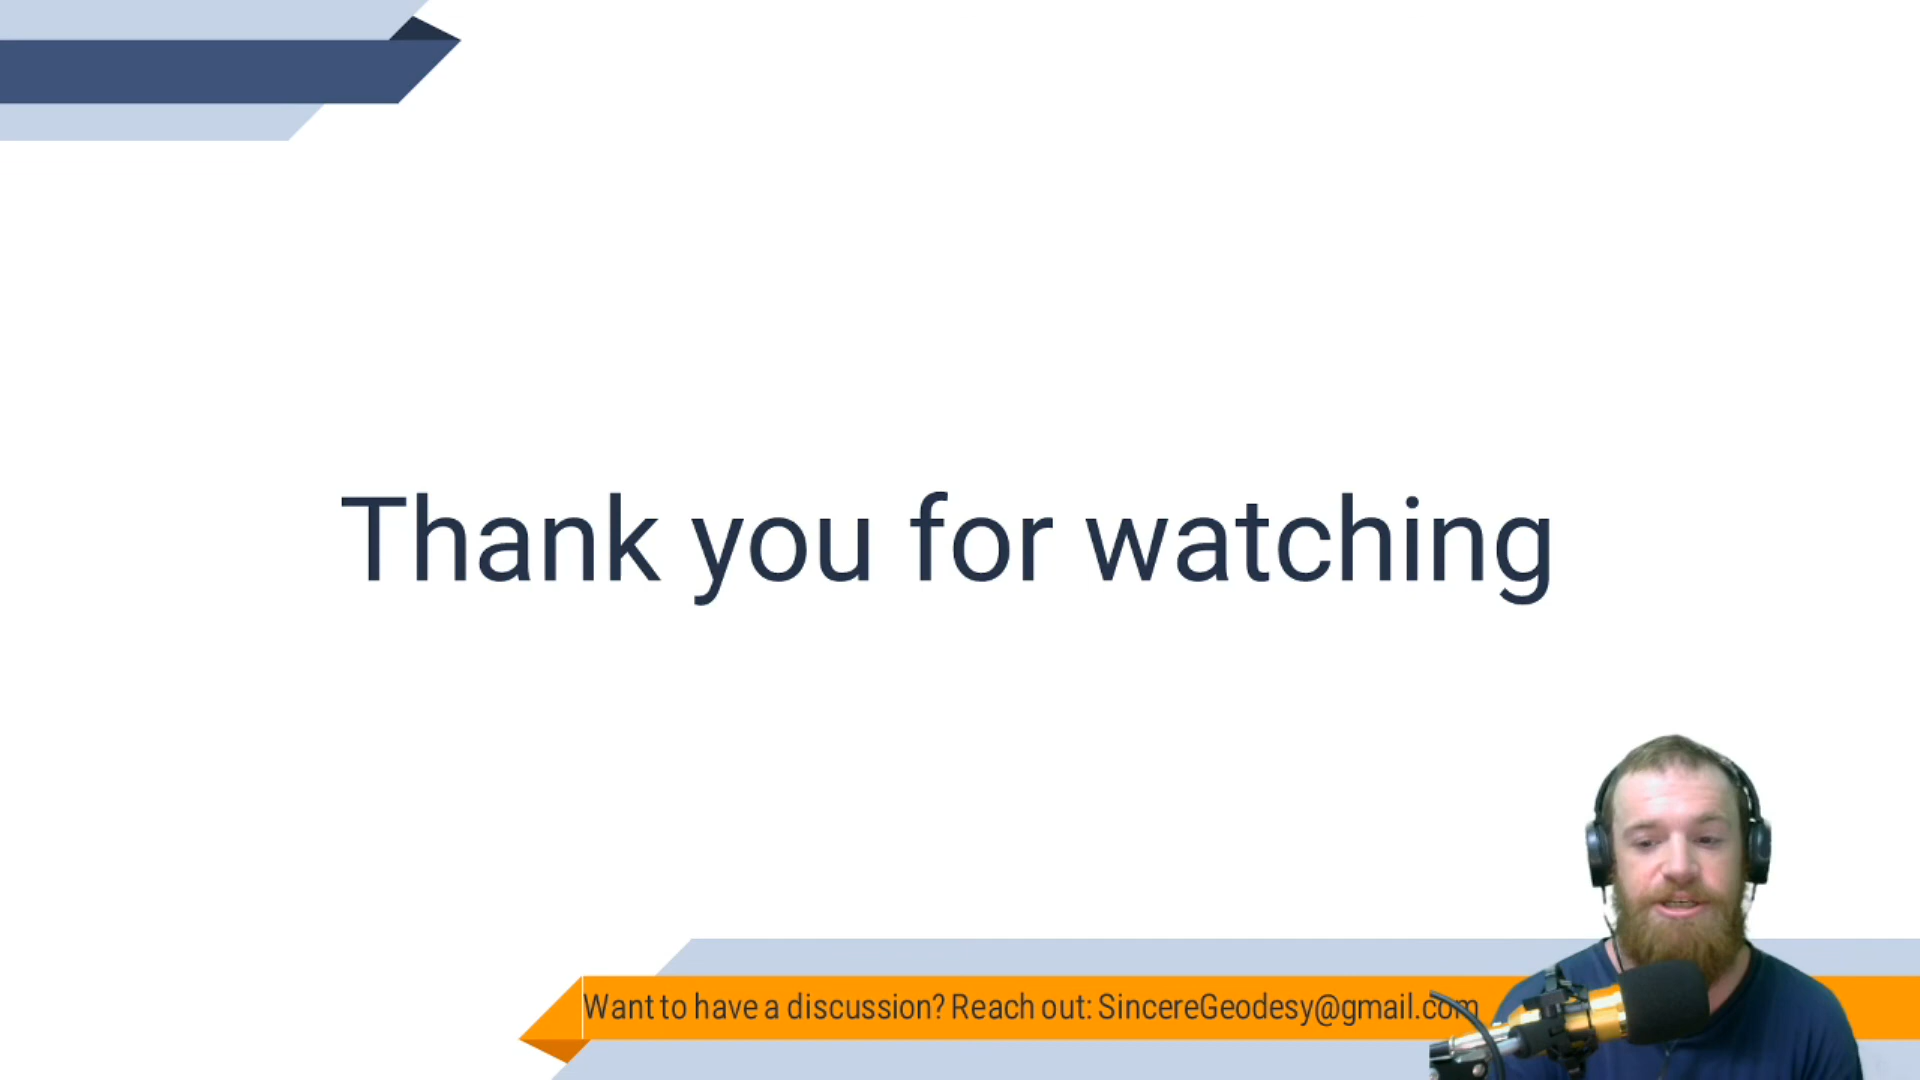 Thank you for watching
Want to have a discussion? Reach out: SincereGeodesy@gmail.com